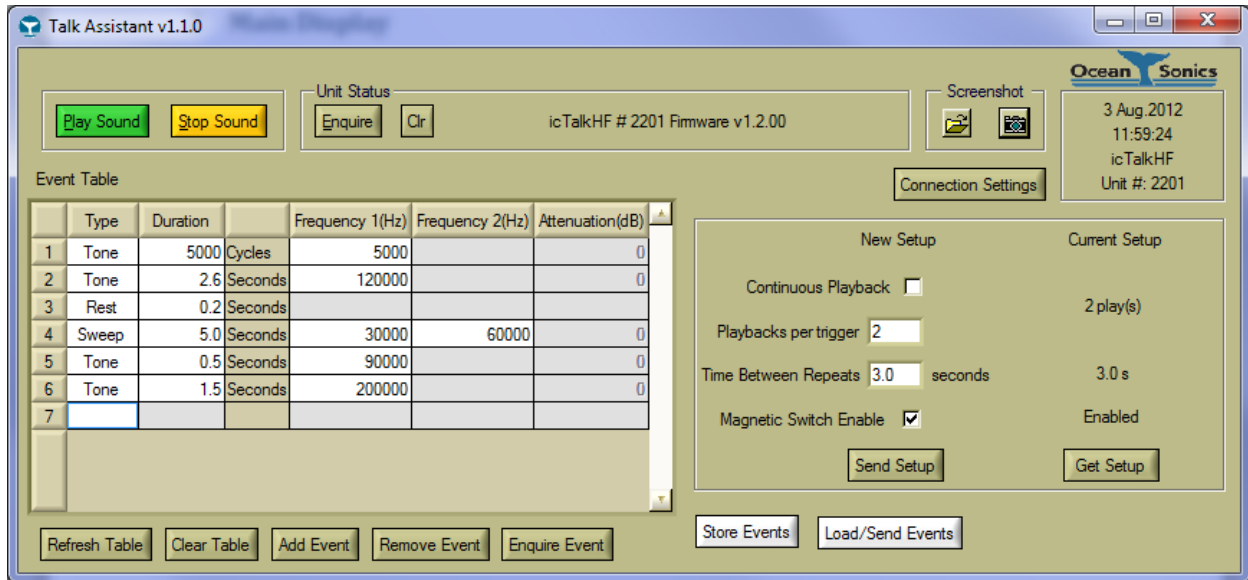 Main Display
Talk Assistant v1.1.0
Ocean Sonics
Unit Status
Screenshot
Play Sound Stop Sound Enquire Clr icTalkHF # 2201 Firmware v1.2.00
3 Aug.2012
11:59:24
icTalkHF
Unit #: 2201
Event Table
Connection Settings
Type Duration Frequency 1(Hz) Frequency 2(Hz) Attenuation(dB)
1 Tone 5000 Cycles 5000 0
2 Tone 2.6 Seconds 120000 0
3 Rest 0.2 Seconds
4 Sweep 5.0 Seconds 30000 60000 0
5 Tone 0.5 Seconds 90000 0
6 Tone 1.5 Seconds 200000 0
7
New Setup Current Setup
Continuous Playback
2 play(s)
Playbacks per trigger 2
Time Between Repeats 3.0 seconds 3.0 s
Magnetic Switch Enable Enabled
Send Setup Get Setup
Store Events Load/Send Events
Refresh Table Clear Table Add Event Remove Event Enquire Event